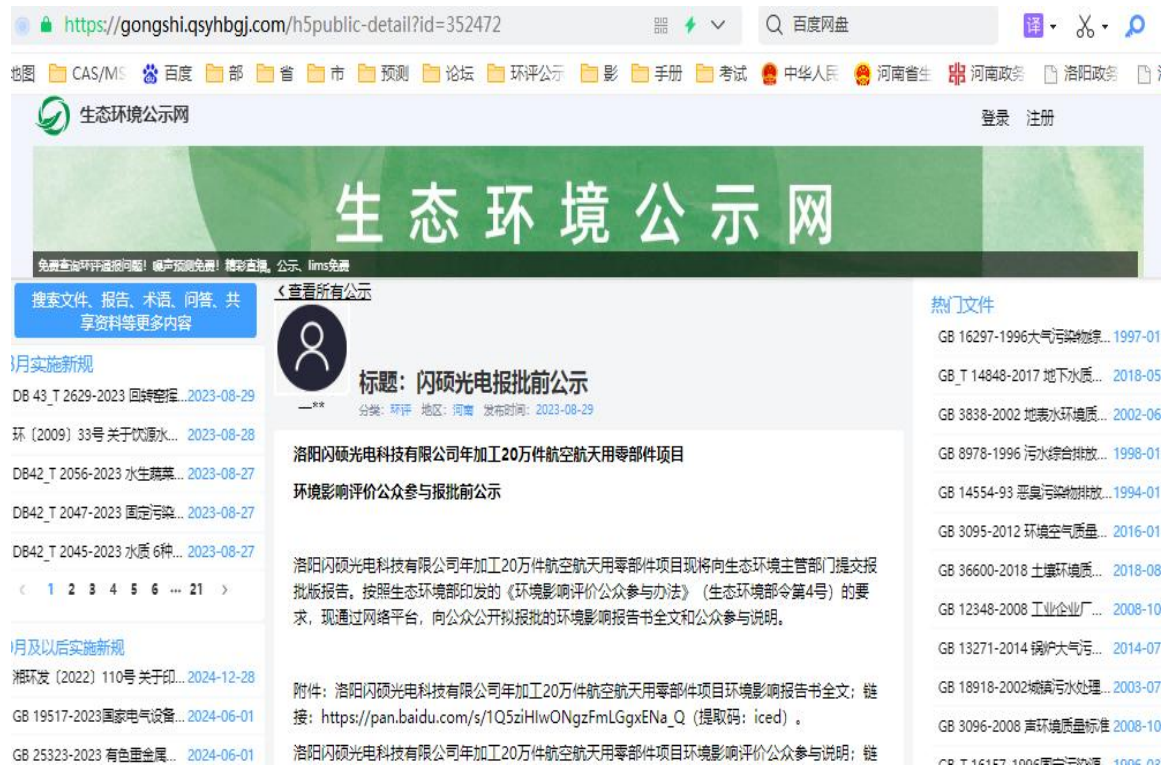 https://gongshi.qsyhbgj.com/h5public-detail?id=352472
百度网盘
译
地图 CAS/MS 百度 部 省 市 预测 论坛 环评公示 影 手册 考试 中华人民 河南省生 河南政务 洛阳政务
生态环境公示网
登录 注册
生态环境公示网
免费查询环评通报问题！噪声预测免费！精彩直播。公示、lims免费
搜索文件、报告、术语、问答、共
享资料等更多内容
月实施新规
DB 43_T 2629-2023 回转窑挥...2023-08-29
环〔2009〕33号 关于饮源水... 2023-08-28
DB42_T 2056-2023 水生蔬菜... 2023-08-27
DB42_T 2047-2023 固定污染... 2023-08-27
DB42_T 2045-2023 水质 6种... 2023-08-27
< 1 2 3 4 5 6 ... 21 >
月及以后实施新规
湘环发〔2022〕110号 关于印... 2024-12-28
GB 19517-2023国家电气设备... 2024-06-01
GB 25323-2023 有色重金属... 2024-06-01
<查看所有公示
一**
标题：闪硕光电报批前公示
分类：环评 地区：河南 发布时间：2023-08-29
洛阳闪硕光电科技有限公司年加工20万件航空航天用零部件项目
环境影响评价公众参与报批前公示
洛阳闪硕光电科技有限公司年加工20万件航空航天用零部件项目现将向生态环境主管部门提交报
批版报告。按照生态环境部印发的《环境影响评价公众参与办法》（生态环境部令第4号）的要
求，现通过网络平台，向公众公开拟报批的环境影响报告书全文和公众参与说明。
附件：洛阳闪硕光电科技有限公司年加工20万件航空航天用零部件项目环境影响报告书全文；链
接：https://pan.baidu.com/s/1Q5ziHIwONgzFmLGgxENa_Q（提取码：iced）。
洛阳闪硕光电科技有限公司年加工20万件航空航天用零部件项目环境影响评价公众参与说明；链
热门文件
GB 16297-1996大气污染物综... 1997-01
GB_T 14848-2017 地下水质... 2018-05
GB 3838-2002 地表水环境质... 2002-06
GB 8978-1996 污水综合排放... 1998-01
GB 14554-93 恶臭污染物排放... 1994-01
GB 3095-2012 环境空气质量... 2016-01
GB 36600-2018 土壤环境质... 2018-08
GB 12348-2008 工业企业厂... 2008-10
GB 13271-2014 锅炉大气污... 2014-07
GB 18918-2002城镇污水处理... 2003-07
GB 3096-2008 声环境质量标准 2008-10
GB_T 16157-1996固定污染源... 1996-03